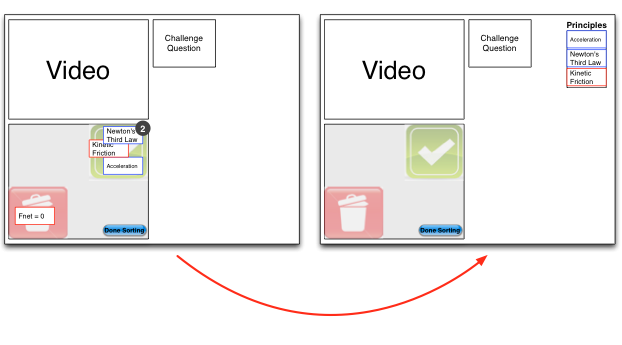 Video
Challenge
Question
2
Newton's
Third Law
Kinetic
Friction
Acceleration
Fnet = 0
Done Sorting
Video
Challenge
Question
Principles
Acceleration
Newton's
Third Law
Kinetic
Friction
Done Sorting